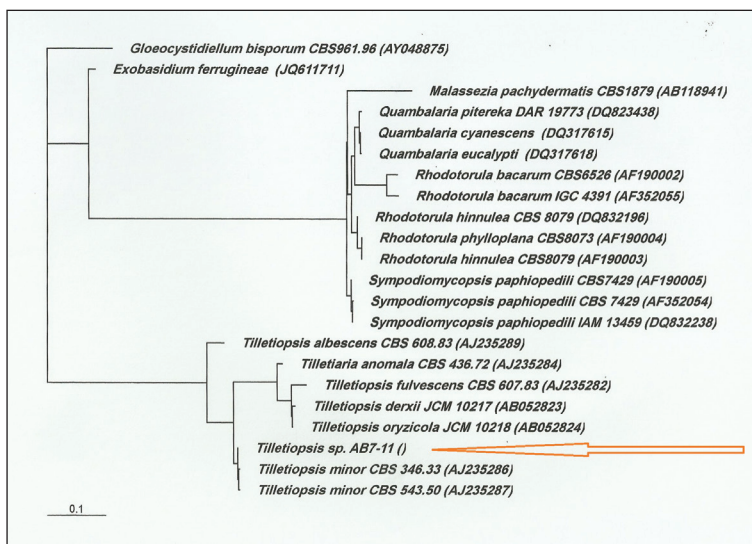 Gloeocystidiellum bisporum CBS961.96 (AY048875)
Exobasidium ferrugineae (JQ611711)
Malassezia pachydermatis CBS1879 (AB118941)
Quambalaria pitereka DAR 19773 (DQ823438)
Quambalaria cyanescens (DQ317615)
Quambalaria eucalypti (DQ317618)
Rhodotorula bacarum CBS6526 (AF190002)
Rhodotorula bacarum IGC 4391 (AF352055)
Rhodotorula hinnulea CBS 8079 (DQ832196)
Rhodotorula phylloplana CBS8073 (AF190004)
Rhodotorula hinnulea CBS8079 (AF190003)
Sympodiomycopsis paphiopedili CBS7429 (AF190005)
Sympodiomycopsis paphiopedili CBS 7429 (AF352054)
Sympodiomycopsis paphiopedili IAM 13459 (DQ832238)
Tilletiopsis albescens CBS 608.83 (AJ235289)
Tilletiaria anomala CBS 436.72 (AJ235284)
Tilletiopsis fulvescens CBS 607.83 (AJ235282)
Tilletiopsis derxii JCM 10217 (AB052823)
Tilletiopsis oryzicola JCM 10218 (AB052824)
Tilletiopsis sp. AB7-11 ()
Tilletiopsis minor CBS 346.33 (AJ235286)
Tilletiopsis minor CBS 543.50 (AJ235287)
0.1